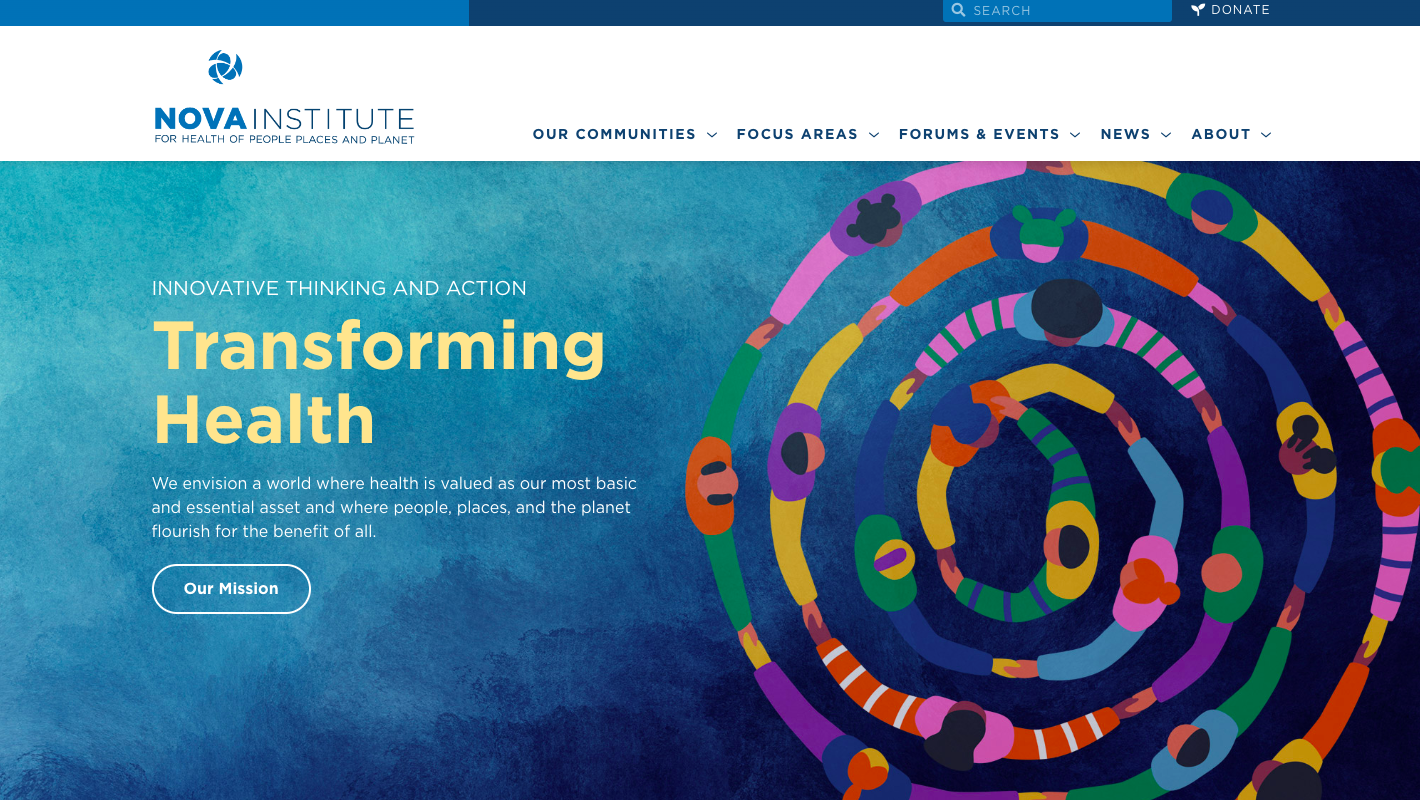 SEARCH
DONATE
NOVA INSTITUTE
FOR HEALTH OF PEOPLE PLACES AND PLANET
OUR COMMUNITIES
FOCUS AREAS
FORUMS & EVENTS
NEWS
ABOUT
INNOVATIVE THINKING AND ACTION
Transforming
Health
We envision a world where health is valued as our most basic
and essential asset and where people, places, and the planet
flourish for the benefit of all.
Our Mission